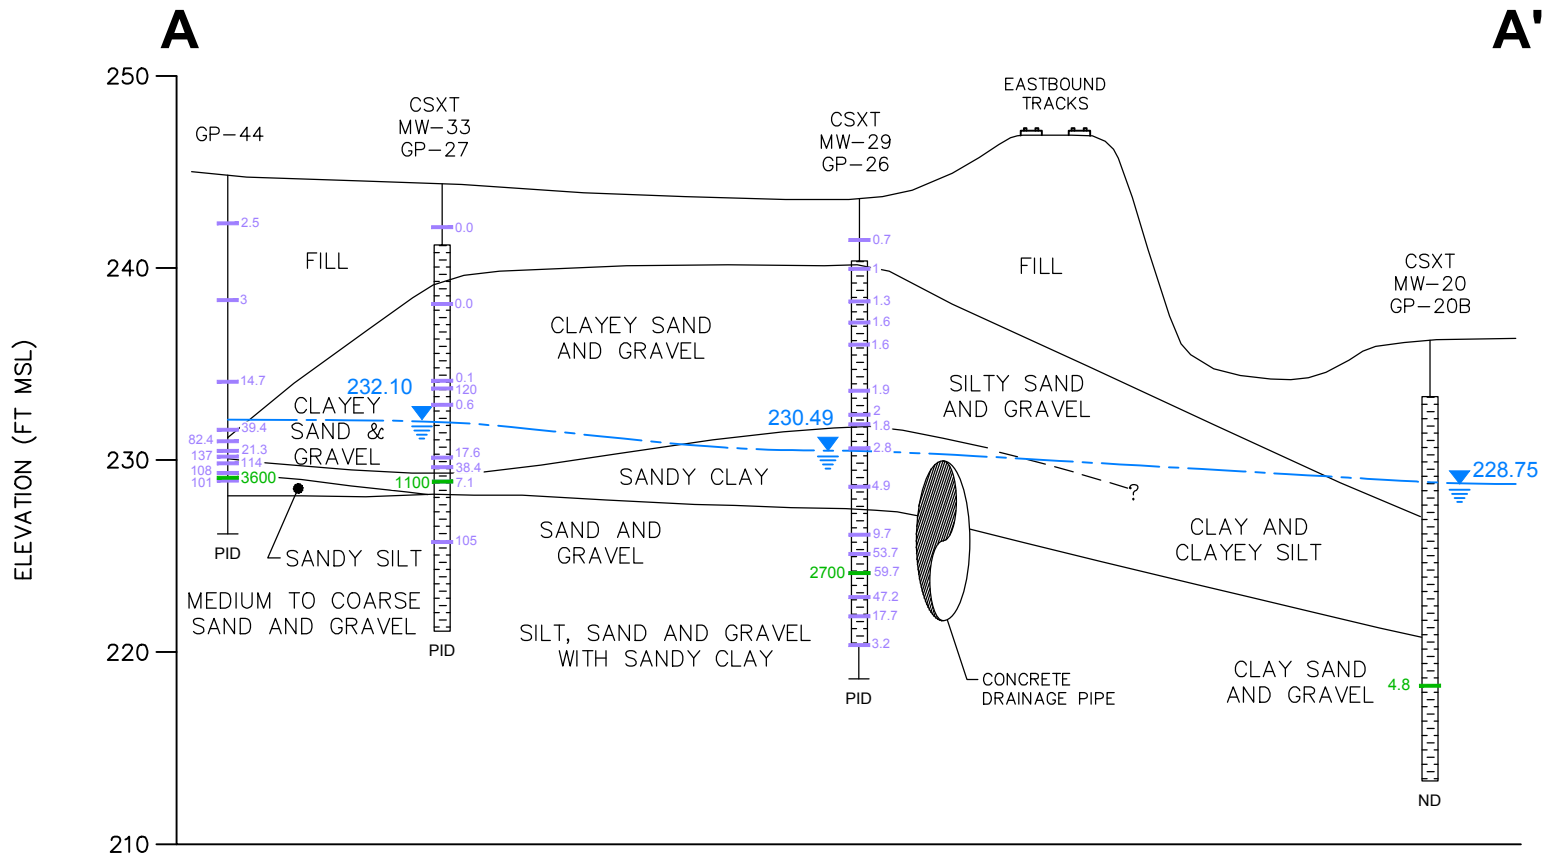 A
A'
250
240
230
220
210
ELEVATION (FT MSL)
GP-44
CSXT
MW-33
GP-27
CSXT
MW-29
GP-26
EASTBOUND
TRACKS
CSXT
MW-20
GP-20B
2.5
3
14.7
39.4
82.4
21.3
137
114
108
3600
101
PID
0.0
0.0
0.1
120
0.6
17.6
38.4
1100
7.1
105
PID
0.7
1
1.3
1.6
1.6
1.9
2
1.8
2.8
4.9
9.7
53.7
2700
59.7
47.2
17.7
3.2
PID
4.8
ND
232.10
230.49
228.75
FILL
FILL
CLAYEY SAND
AND GRAVEL
CLAYEY
SAND &
GRAVEL
SILTY SAND
AND GRAVEL
SANDY CLAY
?
SAND AND
GRAVEL
CLAY AND
CLAYEY SILT
SANDY SILT
MEDIUM TO COARSE
SAND AND GRAVEL
SILT, SAND AND GRAVEL
WITH SANDY CLAY
CLAY SAND
AND GRAVEL
CONCRETE
DRAINAGE PIPE